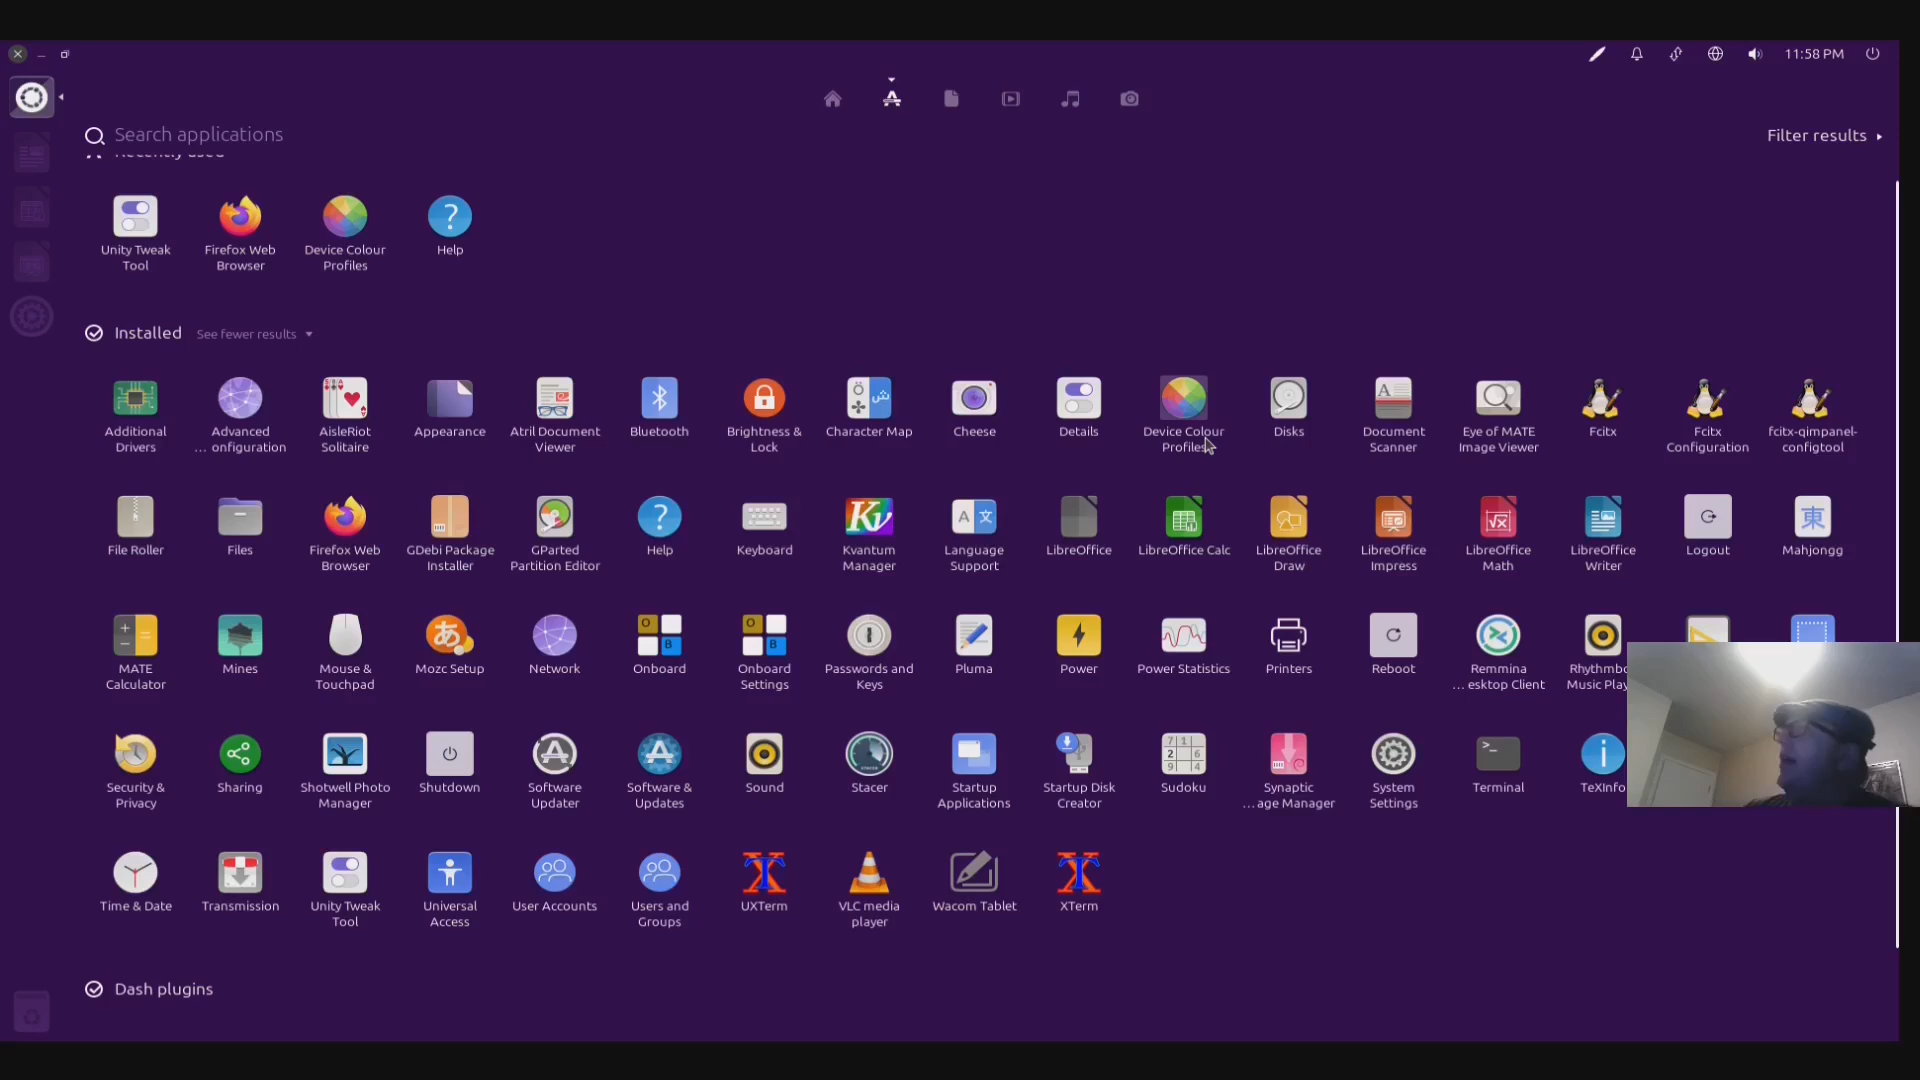 11:58 PM
Search applications
Filter results
Recently used
Unity Tweak Tool
Firefox Web Browser
Device Colour Profiles
Help
Installed See fewer results
Additional Drivers
Advanced ...onfiguration
AisleRiot Solitaire
Appearance
Atril Document Viewer
Bluetooth
Brightness & Lock
Character Map
Cheese
Details
Device Colour Profiles
Disks
Document Scanner
Eye of MATE Image Viewer
Fcitx
Fcitx Configuration
fcitx-qimpanel-configtool
File Roller
Files
Firefox Web Browser
GDebi Package Installer
GParted Partition Editor
Help
Keyboard
Kvantum Manager
Language Support
LibreOffice
LibreOffice Calc
LibreOffice Draw
LibreOffice Impress
LibreOffice Math
LibreOffice Writer
Logout
Mahjongg
MATE Calculator
Mines
Mouse & Touchpad
Mozc Setup
Network
Onboard
Onboard Settings
Passwords and Keys
Pluma
Power
Power Statistics
Printers
Reboot
Remmina ...esktop Client
Rhythmbo
Music Play
Security & Privacy
Sharing
Shotwell Photo Manager
Shutdown
Software Updater
Software & Updates
Sound
Stacer
Startup Applications
Startup Disk Creator
Sudoku
Synaptic ...age Manager
System Settings
Terminal
TeXInfo
Time & Date
Transmission
Unity Tweak Tool
Universal Access
User Accounts
Users and Groups
UXTerm
VLC media player
Wacom Tablet
XTerm
Dash plugins